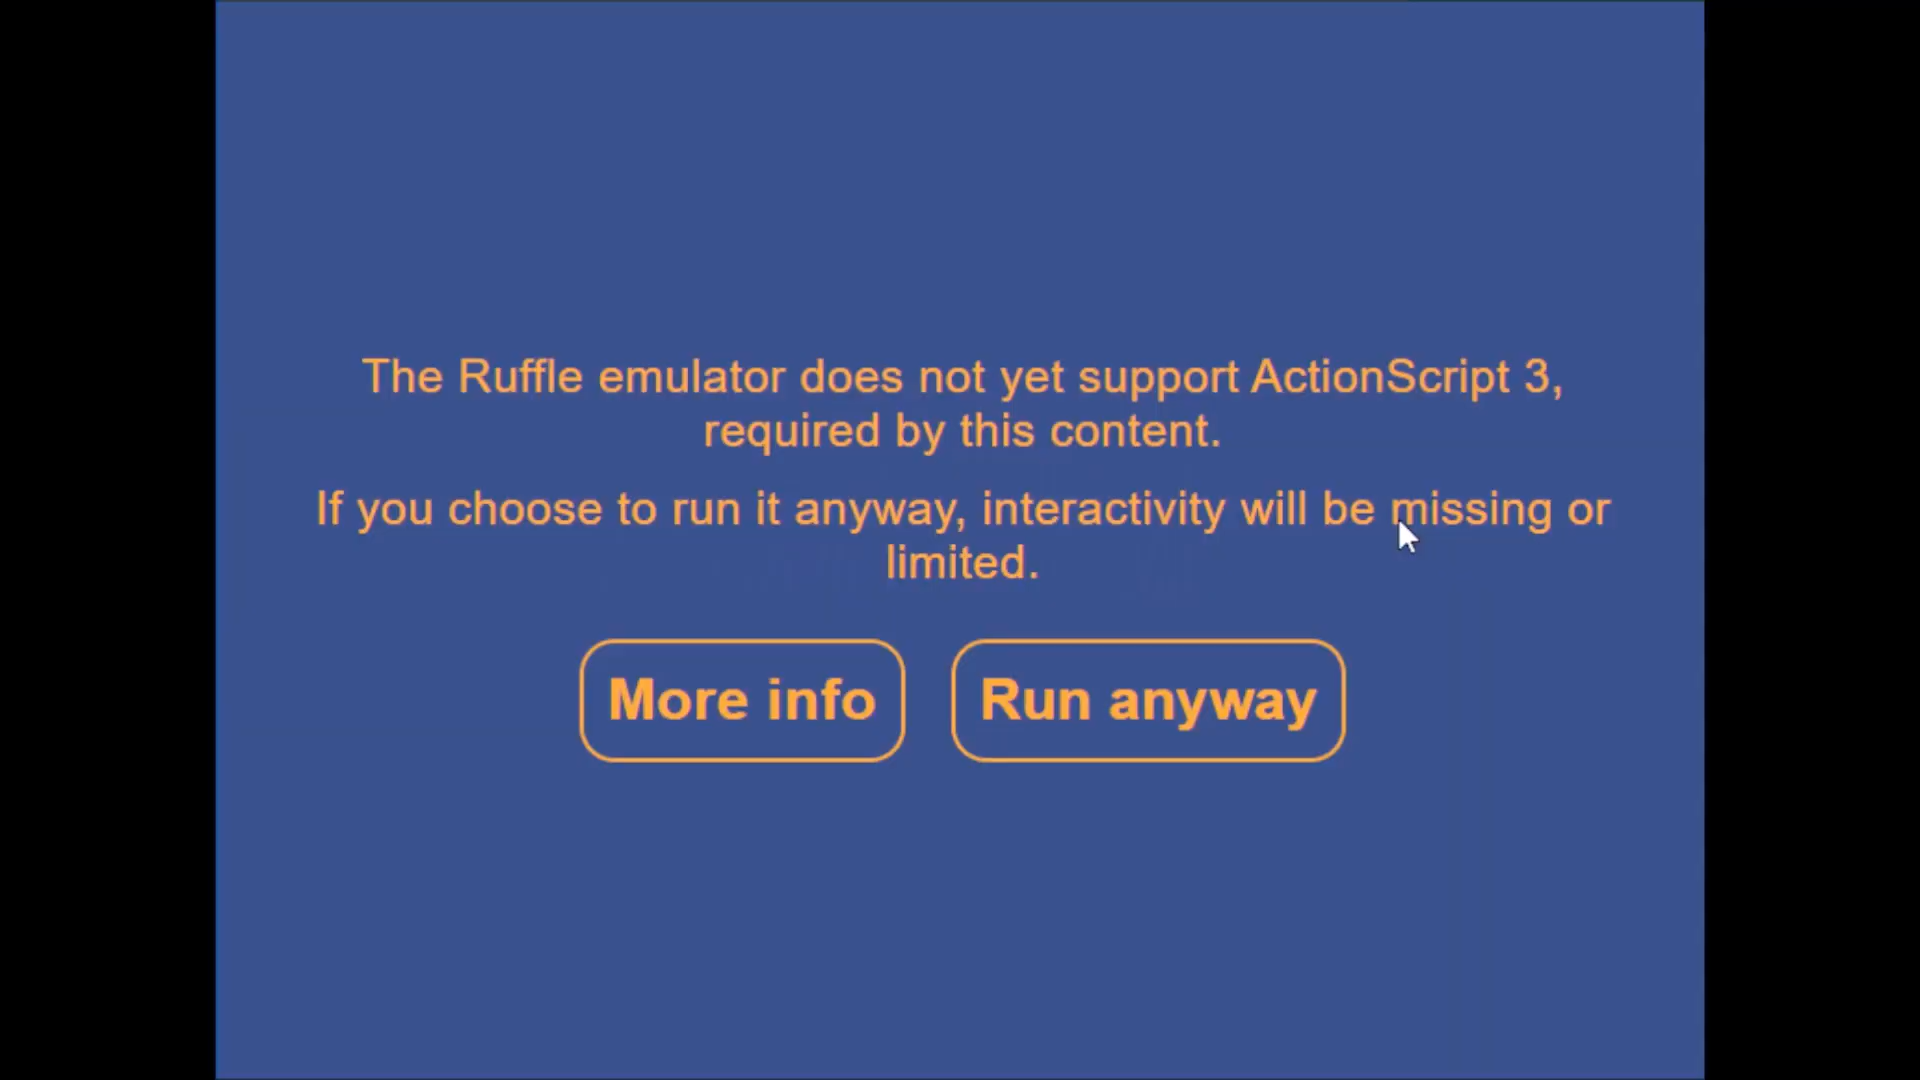 The Ruffle emulator does not yet support ActionScript 3,
required by this content.
If you choose to run it anyway, interactivity will be missing or
limited.
More info
Run anyway